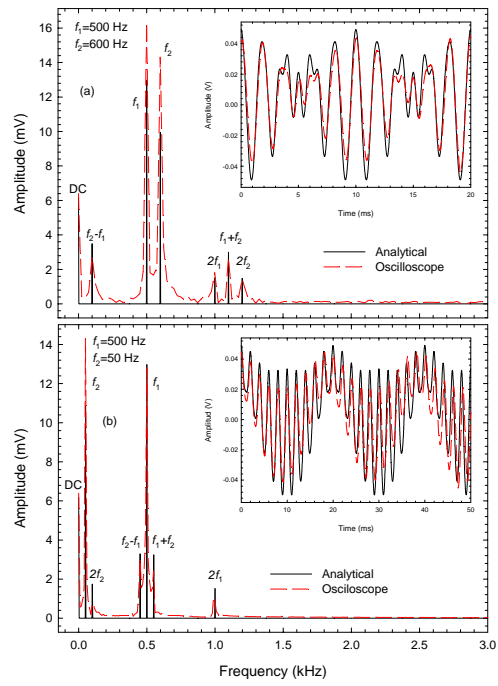 16
14
12
10
8
6
4
2
0
Amplitude (mV)
f1=500 Hz
f2=600 Hz
(a)
f2
f1
DC
f2-f1
f1+f2
2f1
2f2
0.04
0.02
0.00
-0.02
-0.04
Amplitude (V)
0 5 10 15 20
Time (ms)
Analytical
Oscilloscope
14
12
10
8
6
4
2
0
Amplitude (mV)
f1=500 Hz
f2=50 Hz
f2
(b)
f1
DC
f2-f1
f1+f2
2f2
2f1
0.04
0.02
0.00
-0.02
-0.04
Amplitud (V)
0 10 20 30 40 50
Time (ms)
Analytical
Osciloscope
0.0 0.5 1.0 1.5 2.0 2.5 3.0
Frequency (kHz)